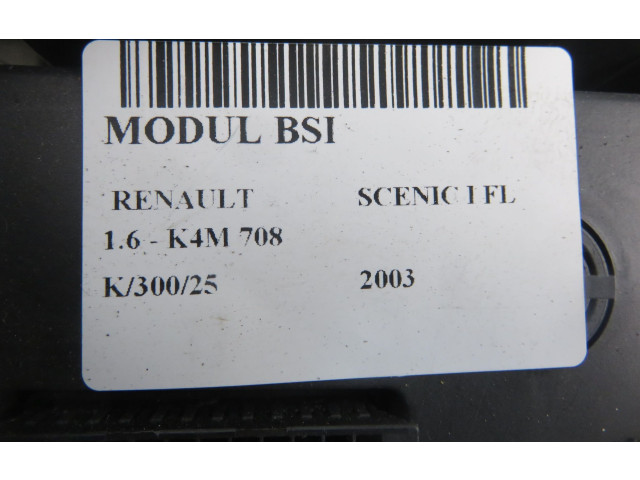 MODUL BSI
RENAULT SCENIC I FL
1.6 - K4M 708
K/300/25 2003